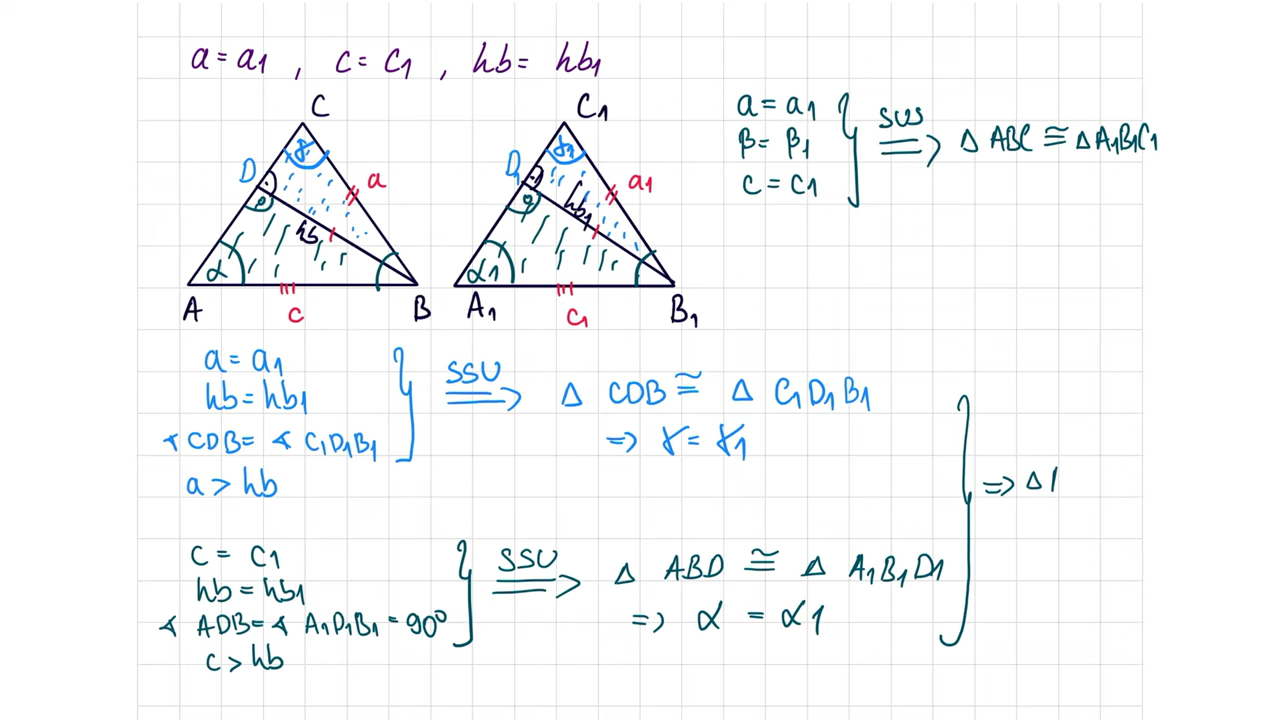 a = a1 , c = c1 , hb = hb1
C
D
γ
a
hb
α
A
c
B
C1
D1
γ1
a1
hb1
α1
A1
c1
B1
a = a1
β = β1
c = c1
SUS
⟹ Δ ABC ≅ Δ A1B1C1
a = a1
hb = hb1
∢ CDB = ∢ C1D1B1
a > hb
SSU
⟹ Δ CDB ≅ Δ C1D1B1
=> γ = γ1
c = c1
hb = hb1
∢ ADB = ∢ A1D1B1 = 90°
c > hb
SSU
⟹ Δ ABD ≅ Δ A1B1D1
=> α = α1
=> Δ